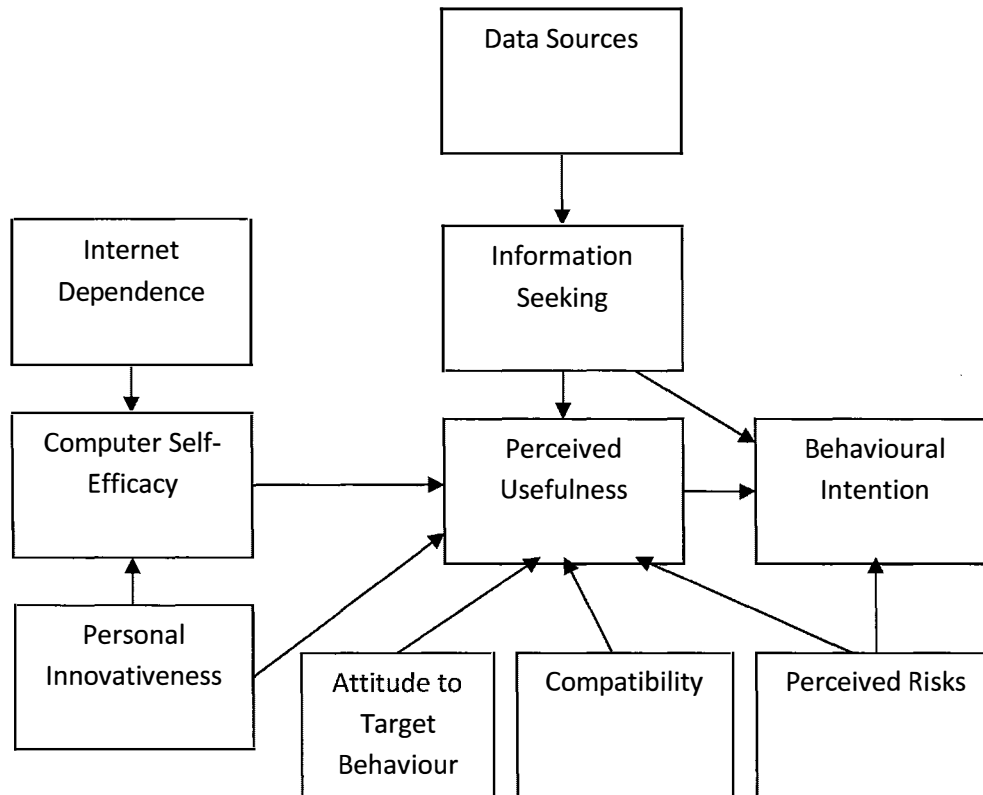 Data Sources
Internet
Dependence
Information
Seeking
Computer Self-
Efficacy
Perceived
Usefulness
Behavioural
Intention
Personal
Innovativeness
Attitude to
Target
Behaviour
Compatibility
Perceived Risks